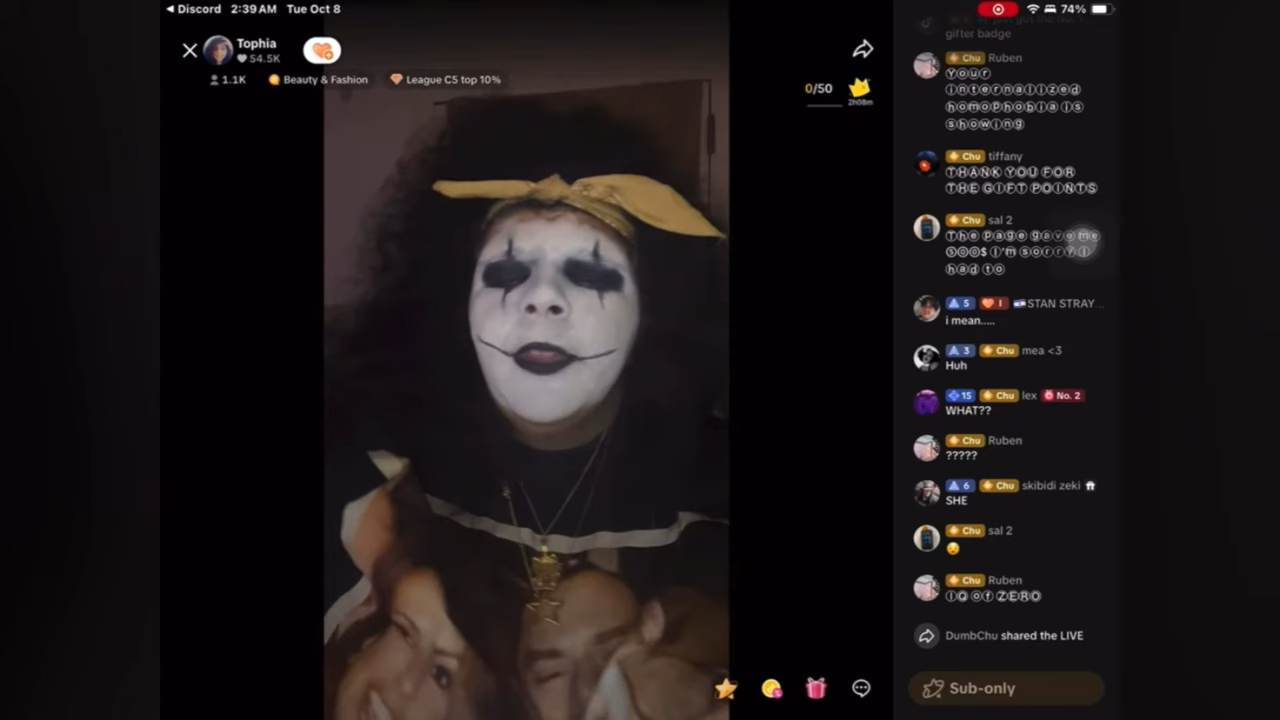 Discord 2:39 AM Tue Oct 8
74%
Tophia
54.5K
1.1K Beauty & Fashion League C5 top 10%
0/50
2h08m
gifter badge
Chu Ruben
Your
internalized
homophobia is
showing
Chu tiffany
THANK YOU FOR
THE GIFT POINTS
Chu sal 2
The page gave me
500$ I'm sorry I
had to
5 1 STAN STRAY...
i mean.....
3 Chu mea <3
Huh
15 Chu lex No. 2
WHAT??
Chu Ruben
?????
6 Chu skibidi zeki
SHE
Chu sal 2
Chu Ruben
IQ of ZERO
DumbChu shared the LIVE
Sub-only